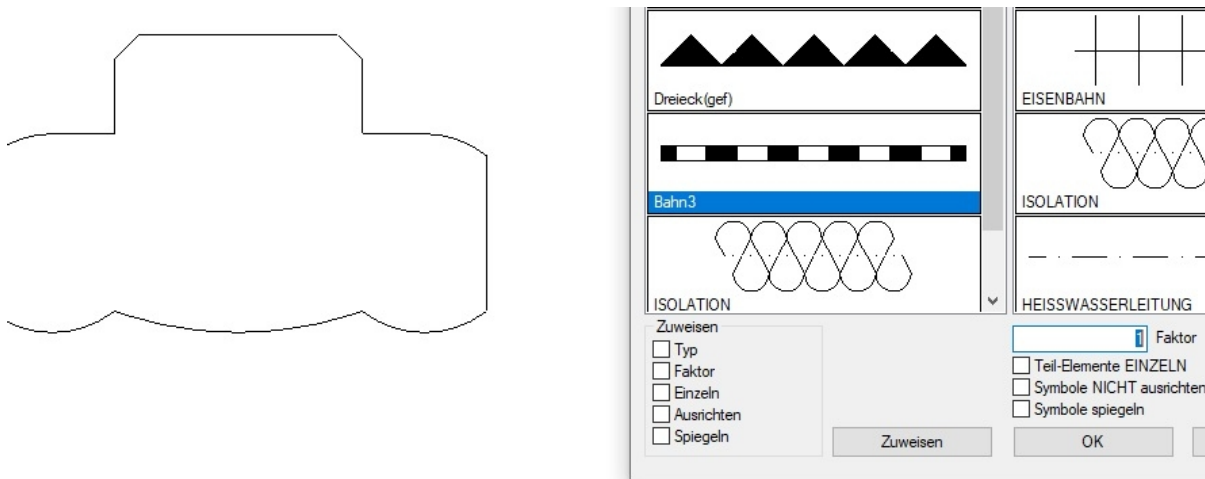 Dreieck(gef)
EISENBAHN
Bahn3
ISOLATION
ISOLATION
HEISSWASSERLEITUNG
Zuweisen
Typ
Faktor
Einzeln
Ausrichten
Spiegeln
Zuweisen
1 Faktor
Teil-Elemente EINZELN
Symbole NICHT ausrichten
Symbole spiegeln
OK